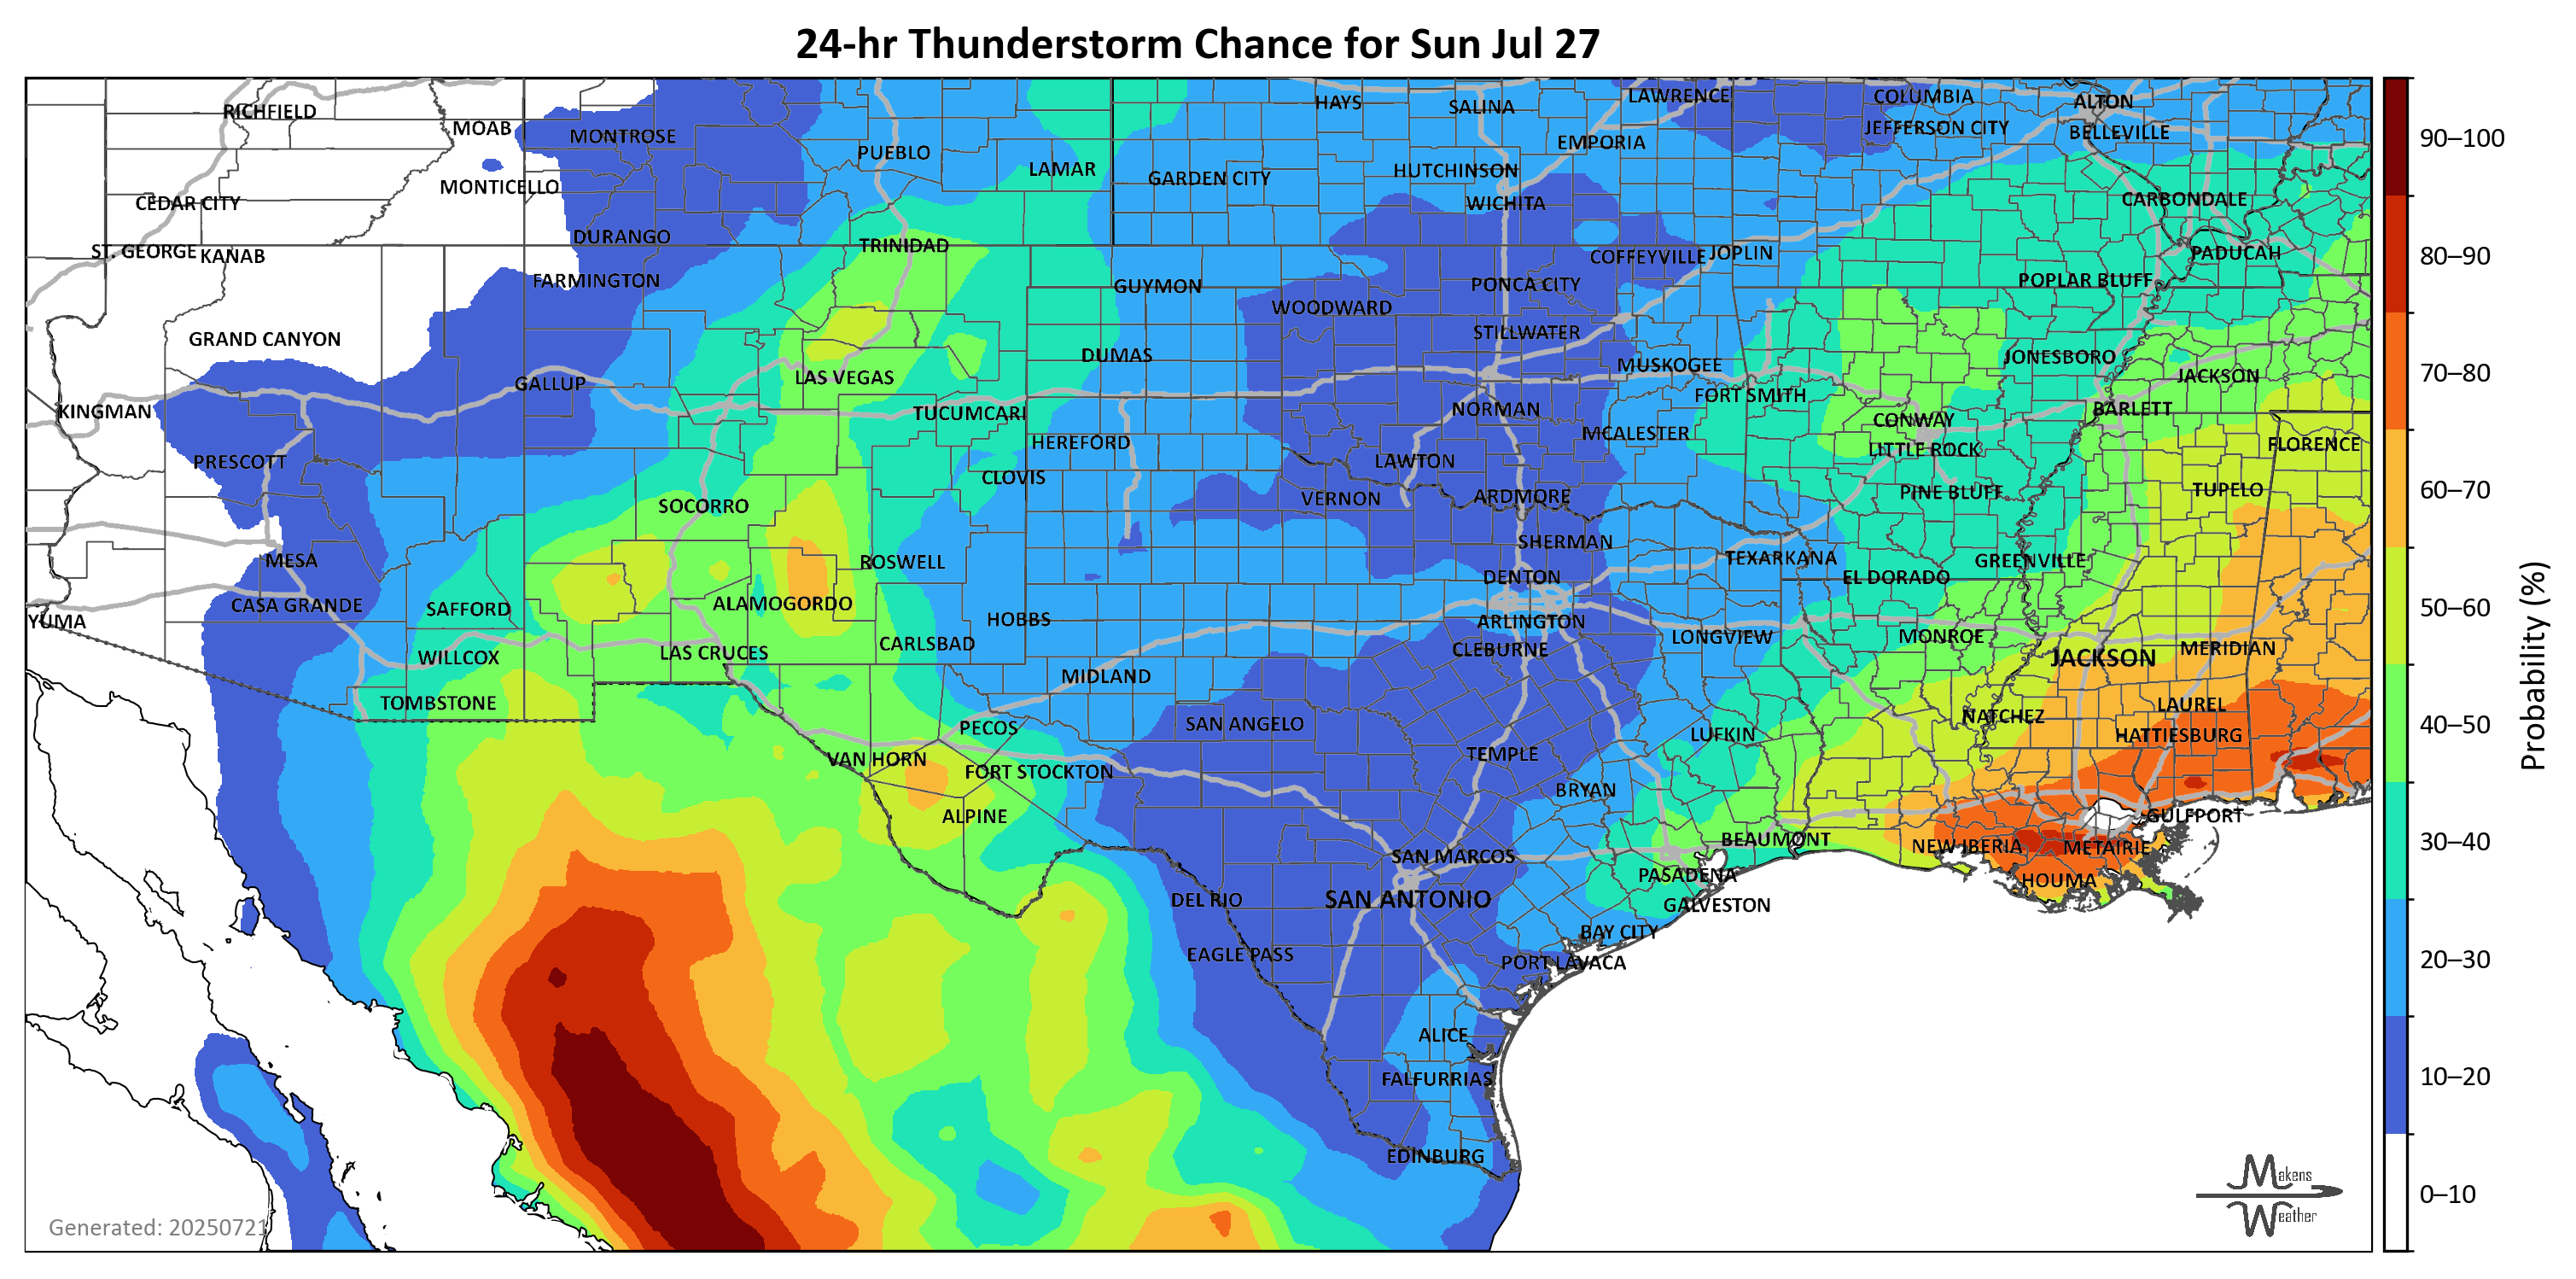 24-hr Thunderstorm Chance for Sun Jul 27
RICHFIELD
MOAB
MONTROSE
PUEBLO
LAMAR
HAYS
SALINA
LAWRENCE
COLUMBIA
ALTON
EMPORIA
JEFFERSON CITY
BELLEVILLE
MONTICELLO
GARDEN CITY
HUTCHINSON
CEDAR CITY
WICHITA
CARBONDALE
ST. GEORGE
KANAB
DURANGO
TRINIDAD
COFFEYVILLE
JOPLIN
PADUCAH
FARMINGTON
GUYMON
PONCA CITY
POPLAR BLUFF
WOODWARD
GRAND CANYON
STILLWATER
DUMAS
MUSKOGEE
JONESBORO
GALLUP
LAS VEGAS
JACKSON
KINGMAN
TUCUMCARI
NORMAN
FORT SMITH
BARLETT
HEREFORD
MCALESTER
CONWAY
FLORENCE
PRESCOTT
CLOVIS
LAWTON
LITTLE ROCK
SOCORRO
VERNON
ARDMORE
PINE BLUFF
TUPELO
MESA
ROSWELL
SHERMAN
TEXARKANA
GREENVILLE
CASA GRANDE
SAFFORD
ALAMOGORDO
DENTON
EL DORADO
YUMA
HOBBS
ARLINGTON
WILLCOX
LAS CRUCES
CARLSBAD
CLEBURNE
LONGVIEW
MONROE
JACKSON
MERIDIAN
TOMBSTONE
MIDLAND
PECOS
SAN ANGELO
LUFKIN
NATCHEZ
LAUREL
VAN HORN
FORT STOCKTON
TEMPLE
HATTIESBURG
ALPINE
BRYAN
GULFPORT
SAN MARCOS
BEAUMONT
NEW IBERIA
METAIRIE
DEL RIO
SAN ANTONIO
PASADENA
HOUMA
GALVESTON
EAGLE PASS
BAY CITY
PORT LAVACA
ALICE
FALFURRIAS
EDINBURG
Generated: 20250721
Makens
Weather
90–100
80–90
70–80
60–70
50–60
40–50
30–40
20–30
10–20
0–10
Probability (%)